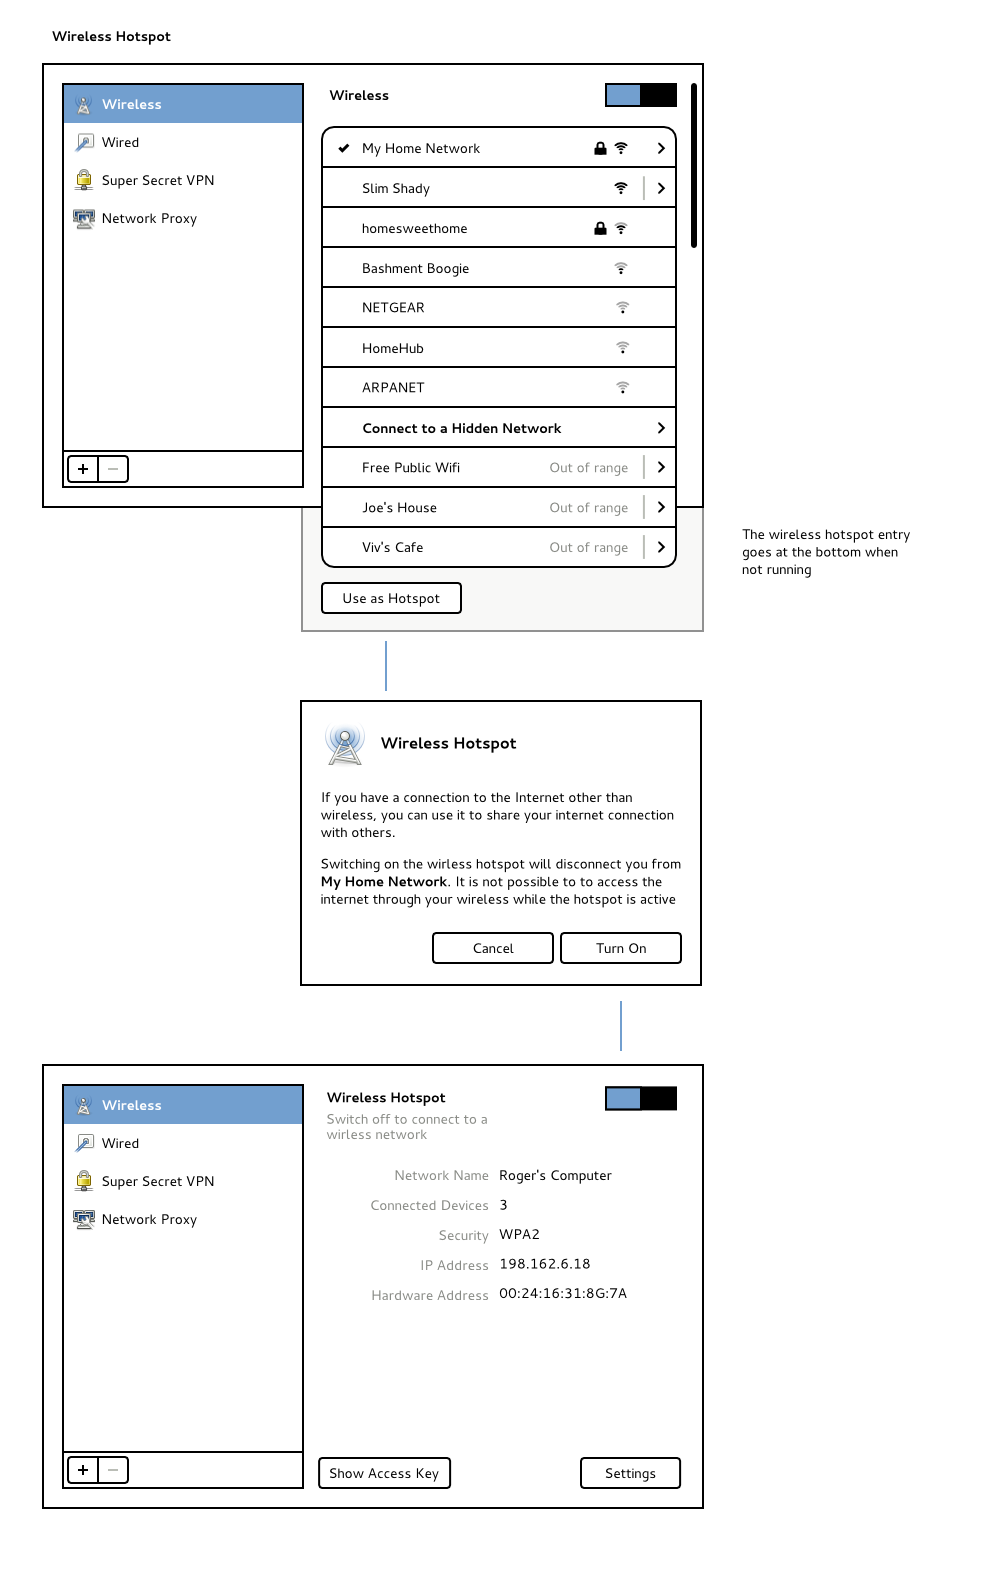 Wireless Hotspot
Wireless
Wired
Super Secret VPN
Network Proxy
Wireless
My Home Network
Slim Shady
homesweethome
Bashment Boogie
NETGEAR
HomeHub
ARPANET
Connect to a Hidden Network
Free Public Wifi Out of range
Joe's House Out of range
Viv's Cafe Out of range
Use as Hotspot
The wireless hotspot entry
goes at the bottom when
not running
Wireless Hotspot
If you have a connection to the Internet other than
wireless, you can use it to share your internet connection
with others.
Switching on the wirless hotspot will disconnect you from
My Home Network. It is not possible to to access the
internet through your wireless while the hotspot is active
Cancel
Turn On
Wireless
Wired
Super Secret VPN
Network Proxy
Wireless Hotspot
Switch off to connect to a
wirless network
Network Name Roger's Computer
Connected Devices 3
Security WPA2
IP Address 198.162.6.18
Hardware Address 00:24:16:31:8G:7A
Show Access Key
Settings